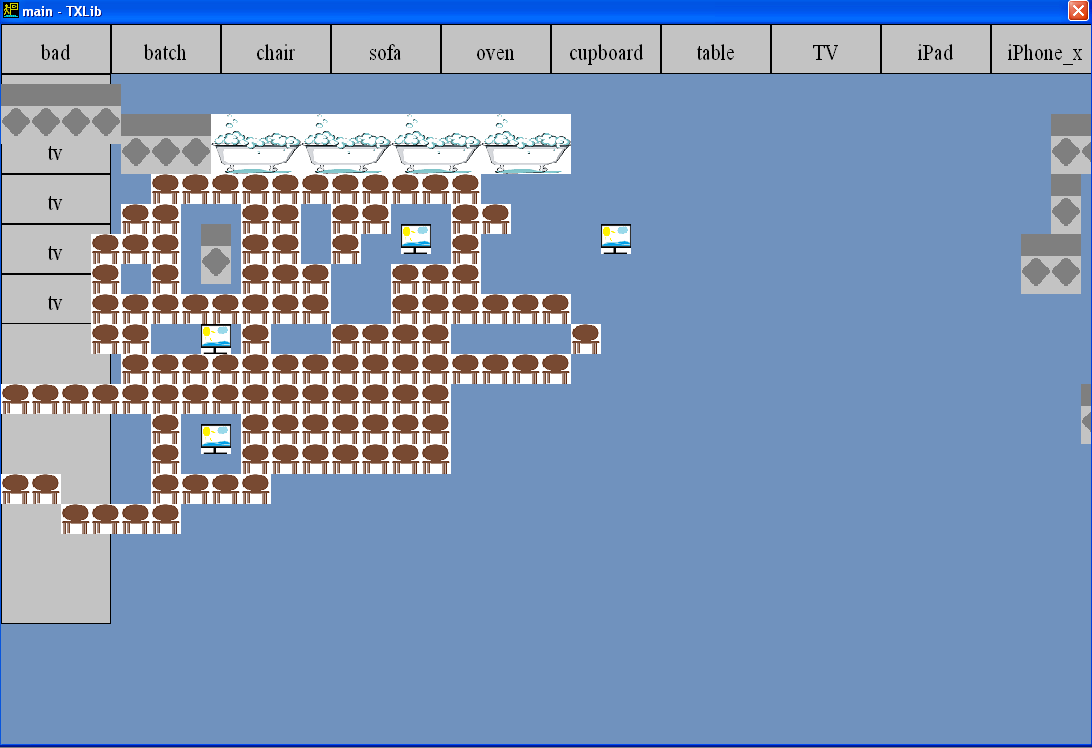 main - TXLib
bad batch chair sofa oven cupboard table TV iPad iPhone_x
tv
tv
tv
tv